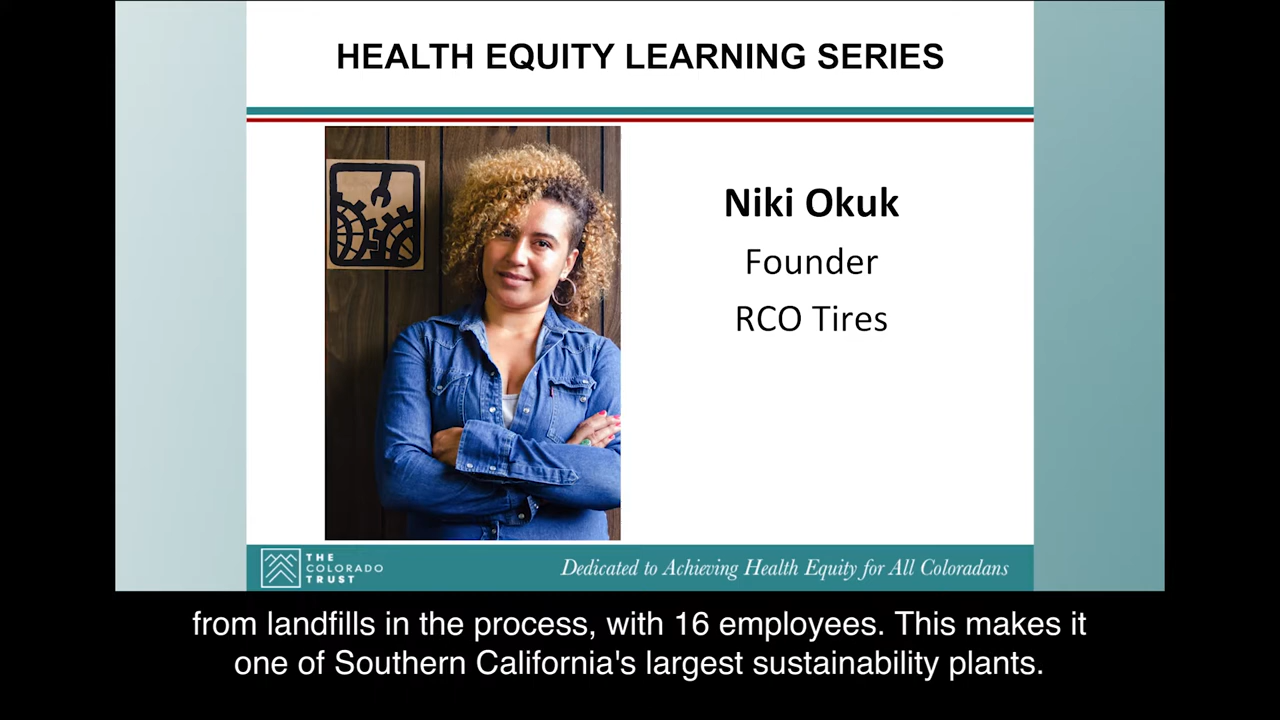 HEALTH EQUITY LEARNING SERIES
Niki Okuk
Founder
RCO Tires
THE
COLORADO
TRUST
Dedicated to Achieving Health Equity for All Coloradans
from landfills in the process, with 16 employees. This makes it
one of Southern California's largest sustainability plants.